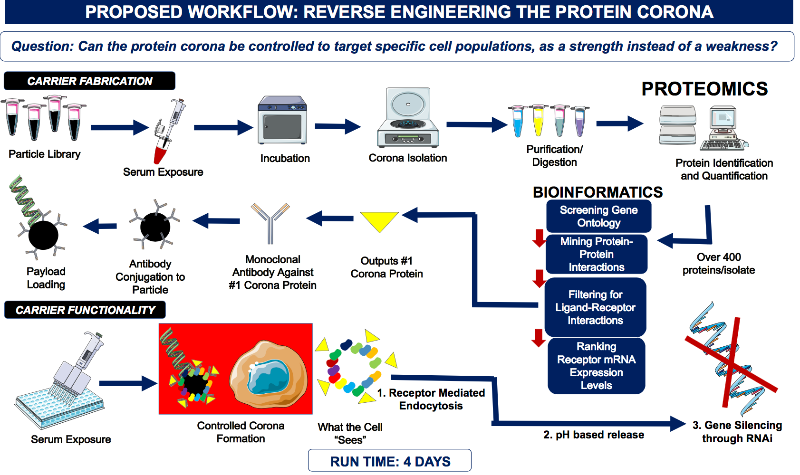 PROPOSED WORKFLOW: REVERSE ENGINEERING THE PROTEIN CORONA
Question: Can the protein corona be controlled to target specific cell populations, as a strength instead of a weakness?
CARRIER FABRICATION
Particle Library
Serum Exposure
Incubation
Corona Isolation
Purification/
Digestion
PROTEOMICS
Protein Identification
and Quantification
Over 400
proteins/isolate
BIOINFORMATICS
Screening Gene
Ontology
Mining Protein-
Protein
Interactions
Filtering for
Ligand-Receptor
Interactions
Ranking
Receptor mRNA
Expression
Levels
Outputs #1
Corona Protein
Monoclonal
Antibody Against
#1 Corona Protein
Antibody
Conjugation to
Particle
Payload
Loading
CARRIER FUNCTIONALITY
Serum Exposure
Controlled Corona
Formation
What the Cell
"Sees"
1. Receptor Mediated
Endocytosis
2. pH based release
3. Gene Silencing
through RNAi
RUN TIME: 4 DAYS